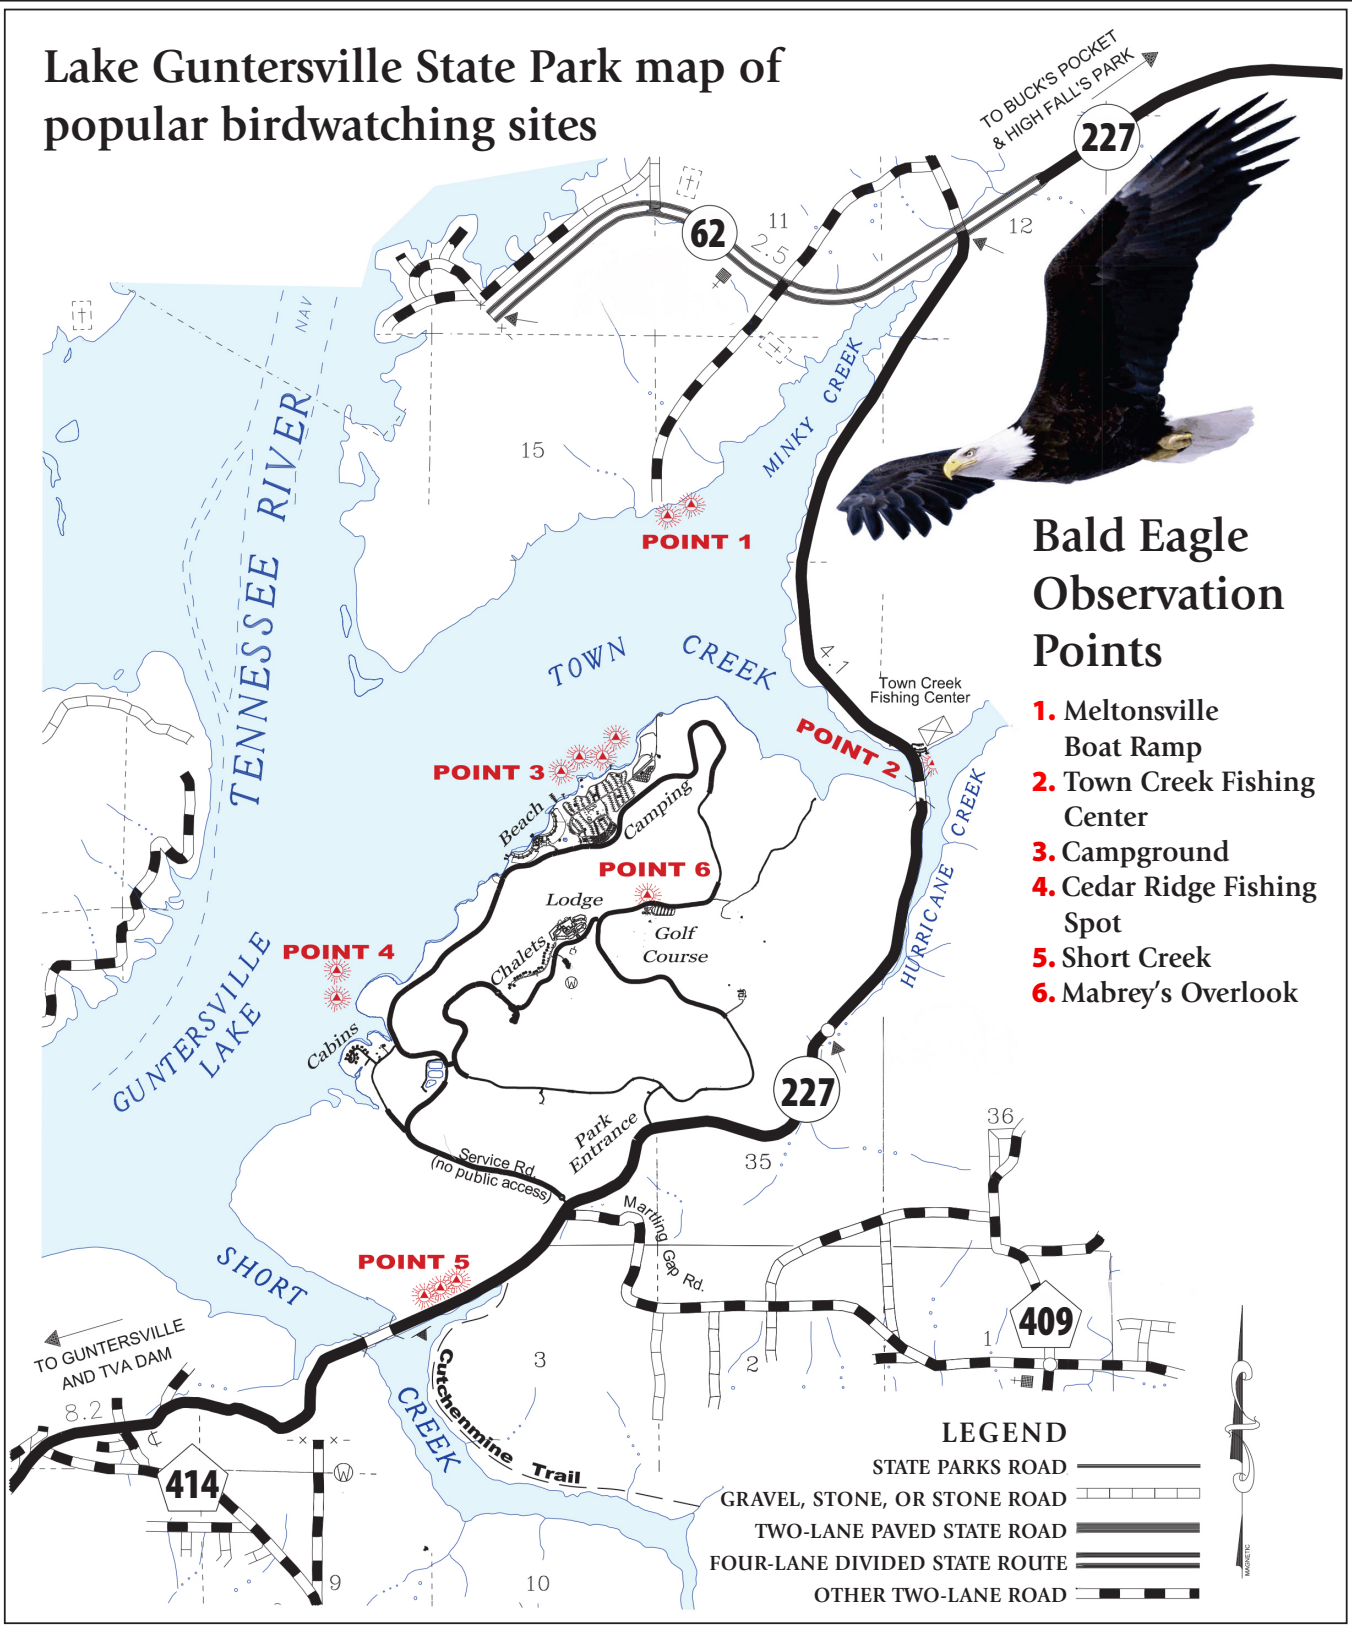 Lake Guntersville State Park map of
popular birdwatching sites
TO BUCK'S POCKET
& HIGH FALL'S PARK
227
62
11
2.5
12
NAV
TENNESSEE RIVER
MINKY CREEK
15
POINT 1
Bald Eagle
Observation
Points
1. Meltonsville
Boat Ramp
2. Town Creek Fishing
Center
3. Campground
4. Cedar Ridge Fishing
Spot
5. Short Creek
6. Mabrey's Overlook
TOWN CREEK
4.1
Town Creek
Fishing Center
POINT 2
POINT 3
Beach
Camping
HURRICANE CREEK
POINT 6
Lodge
Golf
Course
Chalets
W
POINT 4
GUNTERSVILLE
LAKE
Cabins
227
Park
Entrance
35
36
Service Rd.
(no public access)
Martling Gap Rd.
POINT 5
SHORT
CREEK
409
1
2
3
TO GUNTERSVILLE
AND TVA DAM
8.2
Cutchenmine Trail
414
W
9
10
LEGEND
STATE PARKS ROAD
GRAVEL, STONE, OR STONE ROAD
TWO-LANE PAVED STATE ROAD
FOUR-LANE DIVIDED STATE ROUTE
OTHER TWO-LANE ROAD
MAGNETIC